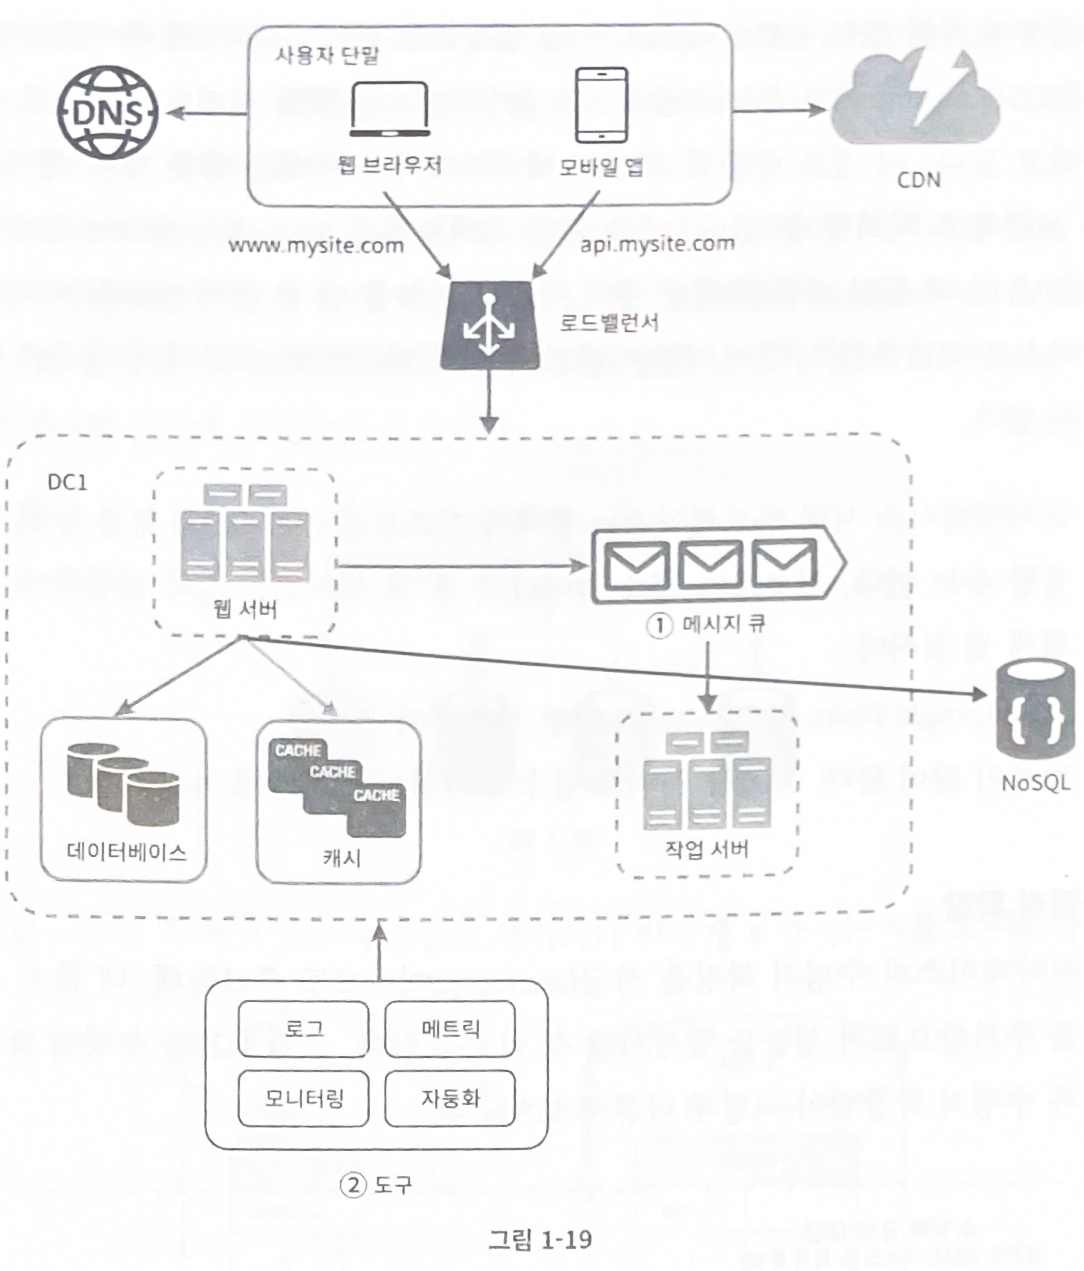 사용자 단말
DNS
웹 브라우저
모바일 앱
CDN
www.mysite.com
api.mysite.com
로드밸런서
DC1
웹 서버
① 메시지 큐
CACHE
CACHE
CACHE
데이터베이스
캐시
작업 서버
{ }
NoSQL
로그
메트릭
모니터링
자동화
② 도구
그림 1-19